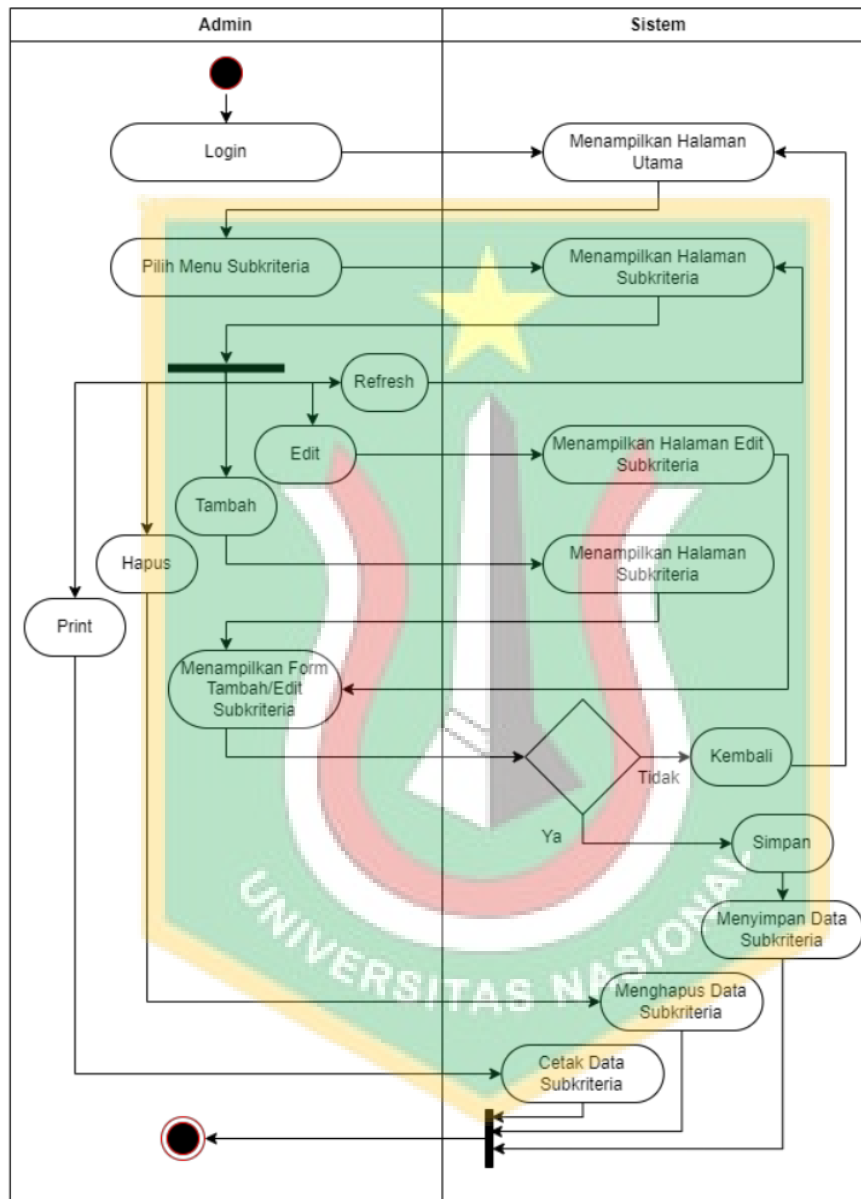 Admin
Sistem
Login
Menampilkan Halaman
Utama
Pilih Menu Subkriteria
Menampilkan Halaman
Subkriteria
Refresh
Edit
Menampilkan Halaman Edit
Subkriteria
Tambah
Hapus
Menampilkan Halaman
Subkriteria
Print
Menampilkan Form
Tambah/Edit
Subkriteria
Kembali
Tidak
Ya
Simpan
Menyimpan Data
Subkriteria
UNIVERSITAS NASIONAL
Menghapus Data
Subkriteria
Cetak Data
Subkriteria